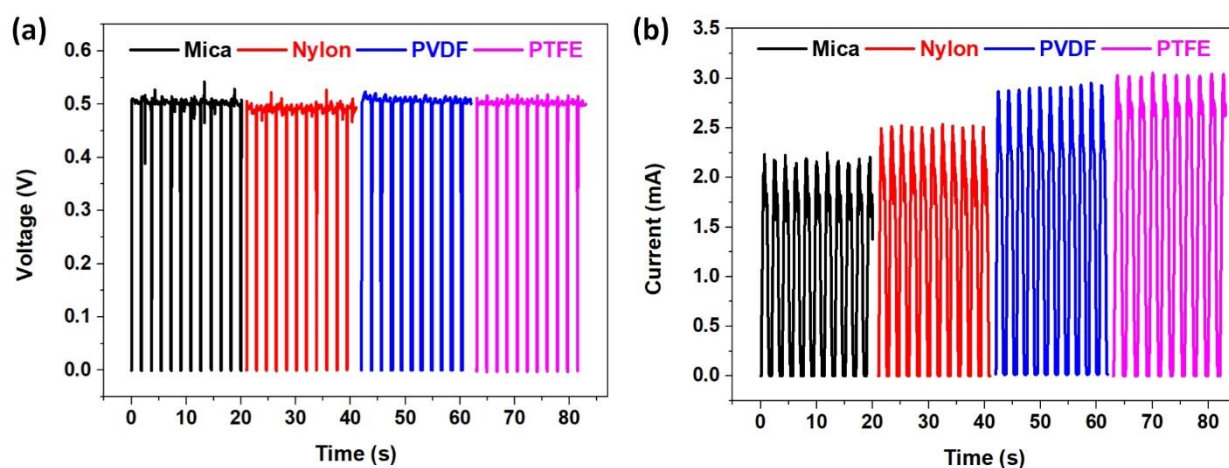 (a)
Mica Nylon PVDF PTFE
0.6
0.5
0.4
0.3
0.2
0.1
0.0
Voltage (V)
0 10 20 30 40 50 60 70 80
Time (s)
(b)
Mica Nylon PVDF PTFE
3.5
3.0
2.5
2.0
1.5
1.0
0.5
0.0
Current (mA)
0 10 20 30 40 50 60 70 80
Time (s)